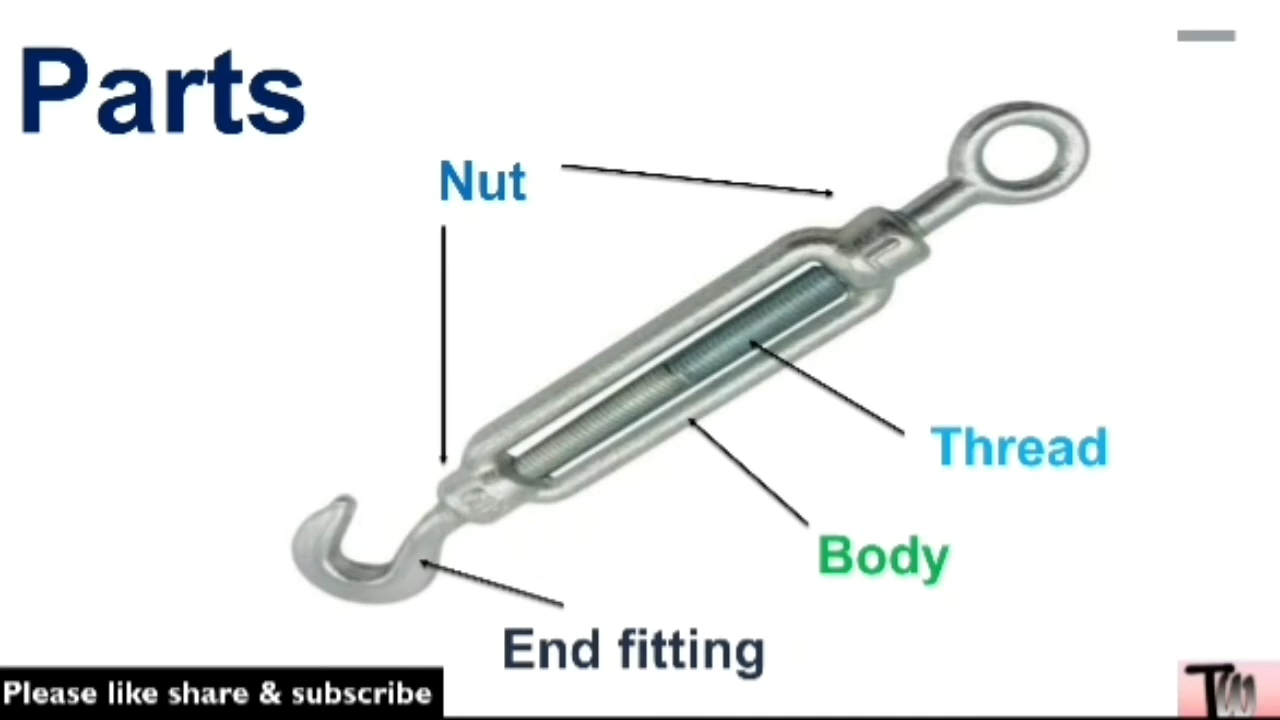 Parts
Nut
Thread
Body
End fitting
Please like share & subscribe